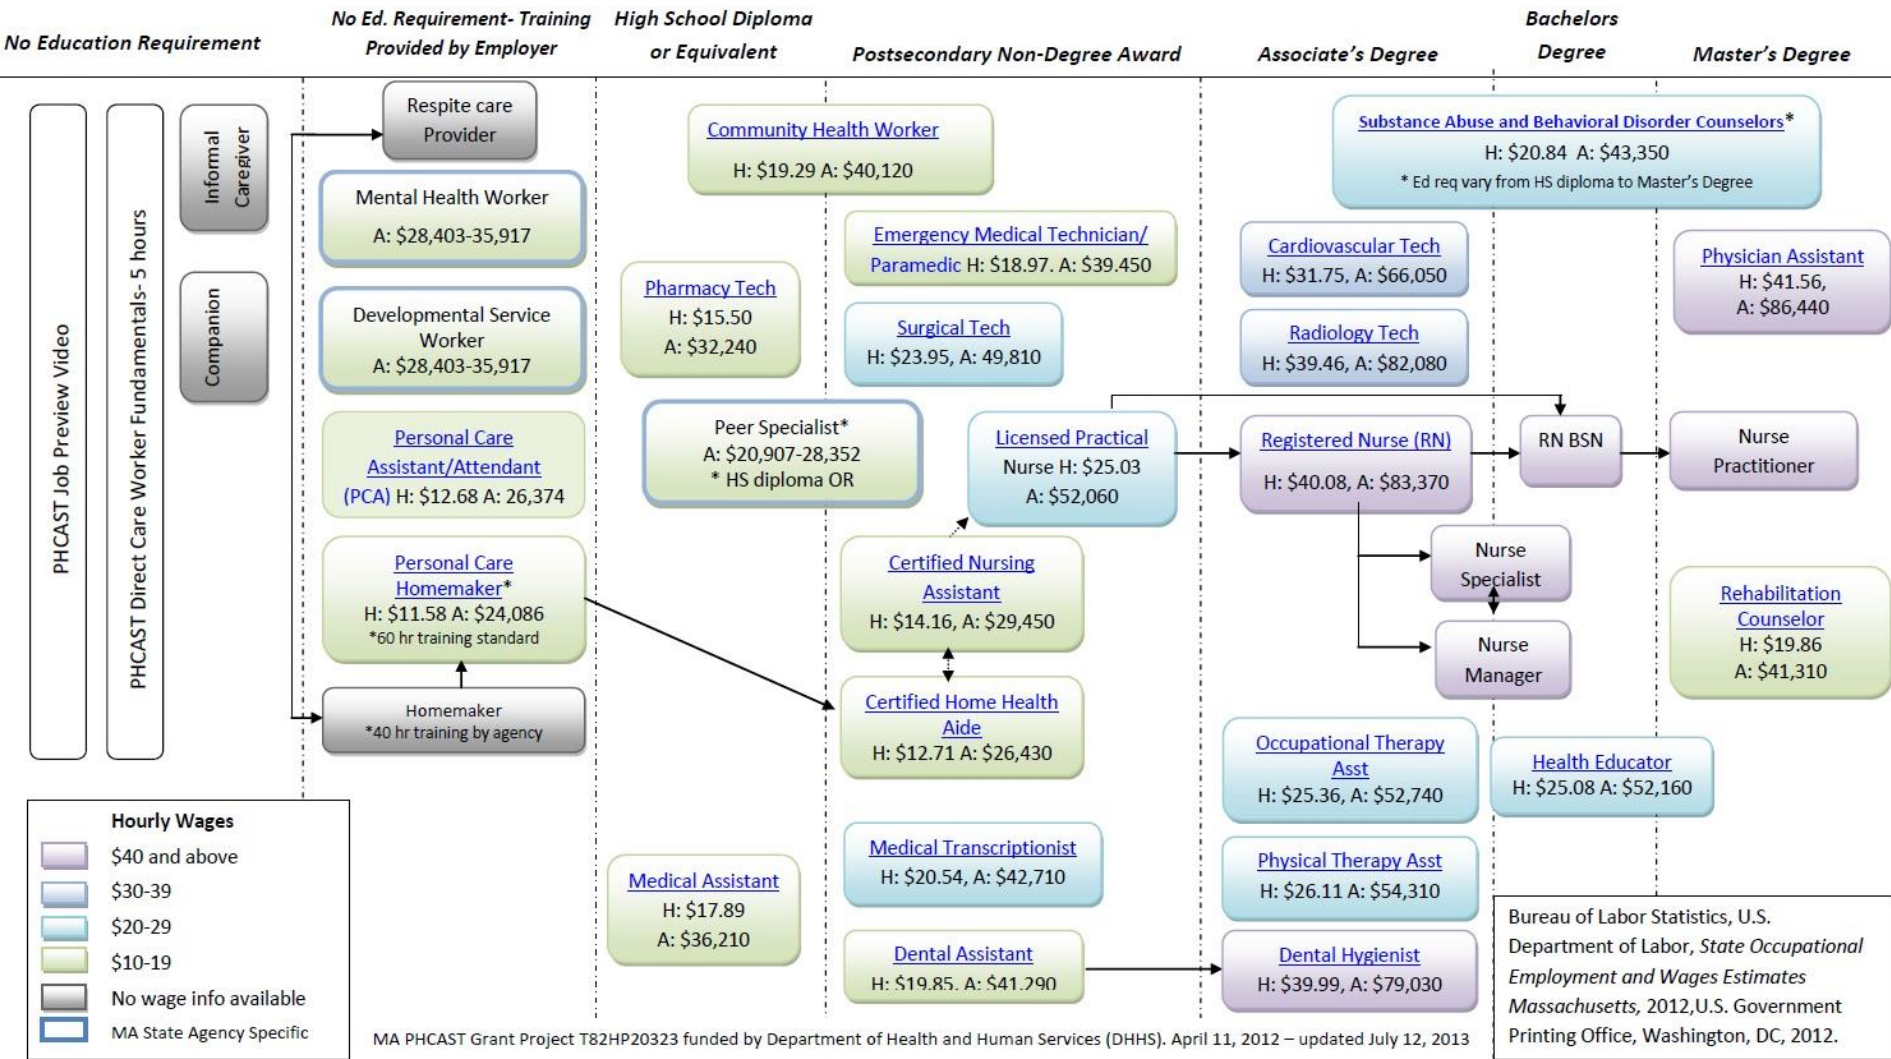 No Education Requirement
No Ed. Requirement- Training
Provided by Employer
High School Diploma
or Equivalent
Postsecondary Non-Degree Award
Associate's Degree
Bachelors
Degree
Master's Degree
PHCAST Job Preview Video
PHCAST Direct Care Worker Fundamentals- 5 hours
Informal
Caregiver
Companion
Respite care
Provider
Mental Health Worker
A: $28,403-35,917
Developmental Service
Worker
A: $28,403-35,917
Personal Care
Assistant/Attendant
(PCA) H: $12.68 A: 26,374
Personal Care
Homemaker*
H: $11.58 A: $24,086
*60 hr training standard
Homemaker
*40 hr training by agency
Community Health Worker
H: $19.29 A: $40,120
Pharmacy Tech
H: $15.50
A: $32,240
Peer Specialist*
A: $20,907-28,352
* HS diploma OR
Medical Assistant
H: $17.89
A: $36,210
Emergency Medical Technician/
Paramedic H: $18.97. A: $39.450
Surgical Tech
H: $23.95, A: 49,810
Licensed Practical
Nurse H: $25.03
A: $52,060
Certified Nursing
Assistant
H: $14.16, A: $29,450
Certified Home Health
Aide
H: $12.71 A: $26,430
Medical Transcriptionist
H: $20.54, A: $42,710
Dental Assistant
H: $19.85. A: $41.290
Substance Abuse and Behavioral Disorder Counselors*
H: $20.84 A: $43,350
* Ed req vary from HS diploma to Master's Degree
Cardiovascular Tech
H: $31.75, A: $66,050
Radiology Tech
H: $39.46, A: $82,080
Registered Nurse (RN)
H: $40.08, A: $83,370
Nurse
Specialist
Nurse
Manager
Occupational Therapy
Asst
H: $25.36, A: $52,740
Physical Therapy Asst
H: $26.11 A: $54,310
Dental Hygienist
H: $39.99, A: $79,030
RN BSN
Health Educator
H: $25.08 A: $52,160
Physician Assistant
H: $41.56,
A: $86,440
Nurse
Practitioner
Rehabilitation
Counselor
H: $19.86
A: $41,310
Hourly Wages
$40 and above
$30-39
$20-29
$10-19
No wage info available
MA State Agency Specific
Bureau of Labor Statistics, U.S.
Department of Labor, State Occupational
Employment and Wages Estimates
Massachusetts, 2012,U.S. Government
Printing Office, Washington, DC, 2012.
MA PHCAST Grant Project T82HP20323 funded by Department of Health and Human Services (DHHS). April 11, 2012 – updated July 12, 2013